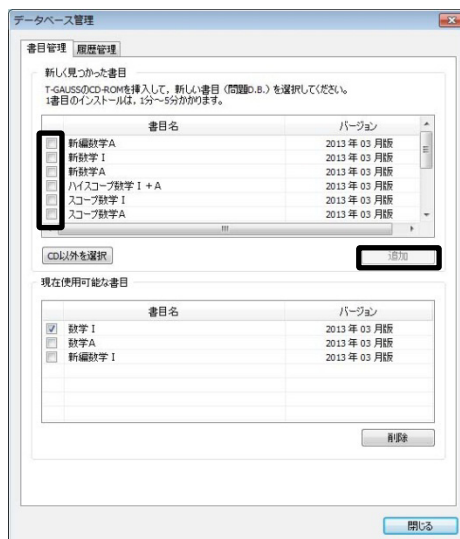 データベース管理
書目管理 履歴管理
新しく見つかった書目
T-GAUSSのCD-ROMを挿入して，新しい書目（問題D.B.）を選択してください。
1書目のインストールは，1分～5分かかります。
書目名 バージョン
新編数学A 2013 年 03 月版
新数学Ⅰ 2013 年 03 月版
新数学A 2013 年 03 月版
ハイスコープ数学Ⅰ+A 2013 年 03 月版
スコープ数学Ⅰ 2013 年 03 月版
スコープ数学A 2013 年 03 月版
CD以外を選択 追加
現在使用可能な書目
書目名 バージョン
数学Ⅰ 2013 年 03 月版
数学A 2013 年 03 月版
新編数学Ⅰ 2013 年 03 月版
削除
閉じる